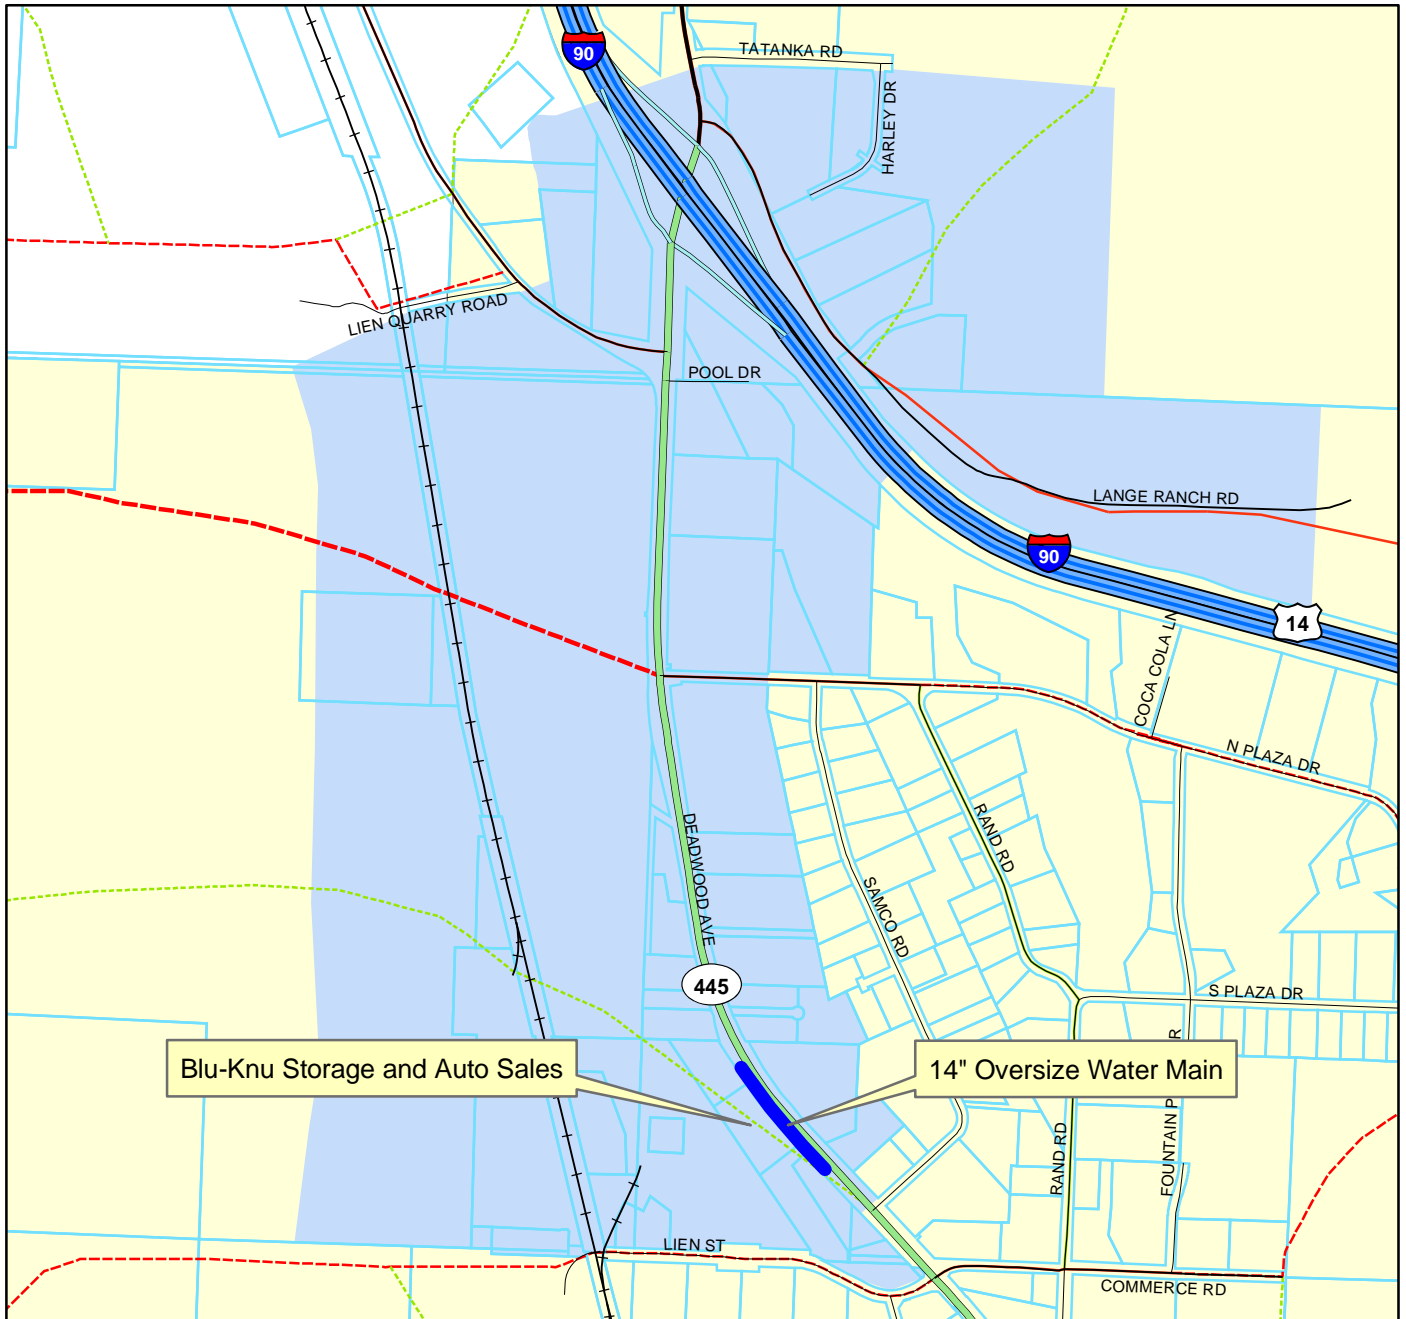 90
TATANKA RD
HARLEY DR
LIEN QUARRY ROAD
POOL DR
LANGE RANCH RD
90
14
COCA COLA LN
N PLAZA DR
DEADWOOD AVE
RAND RD
SAMCO RD
445
S PLAZA DR
Blu-Knu Storage and Auto Sales
14" Oversize Water Main
RAND RD
FOUNTAIN P R
LIEN ST
COMMERCE RD